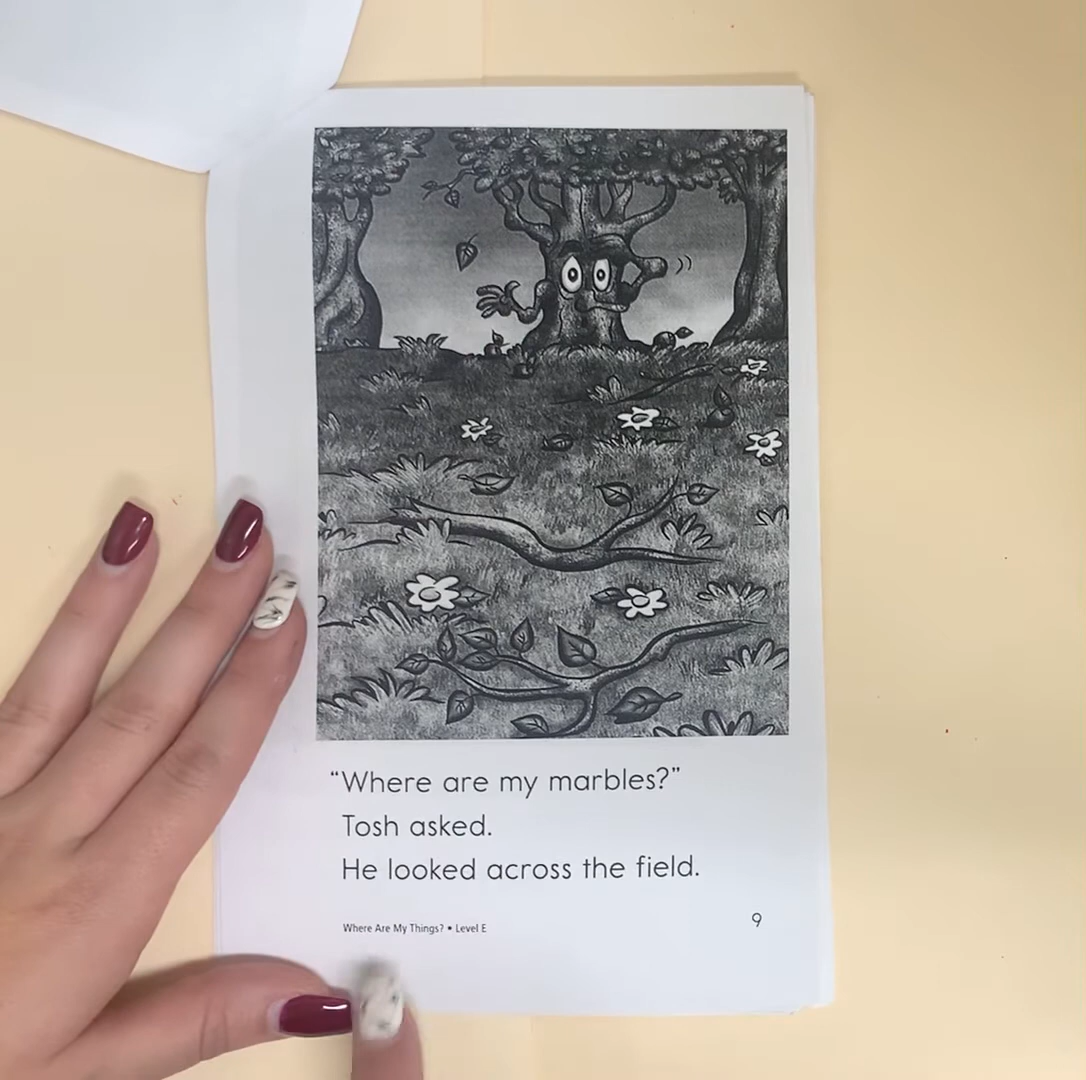 “Where are my marbles?”
Tosh asked.
He looked across the field.
Where Are My Things? • Level E
9